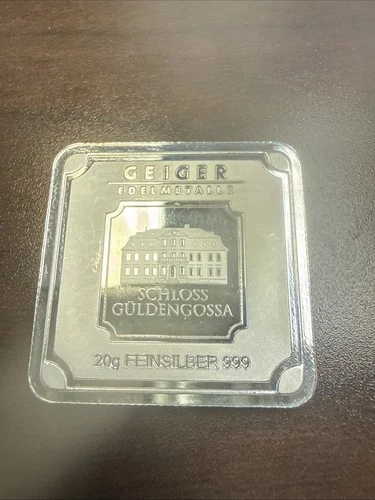 GEIGER
EDELMETALLE
SCHLOSS
GÜLDENGOSSA
20g FEINSILBER 999